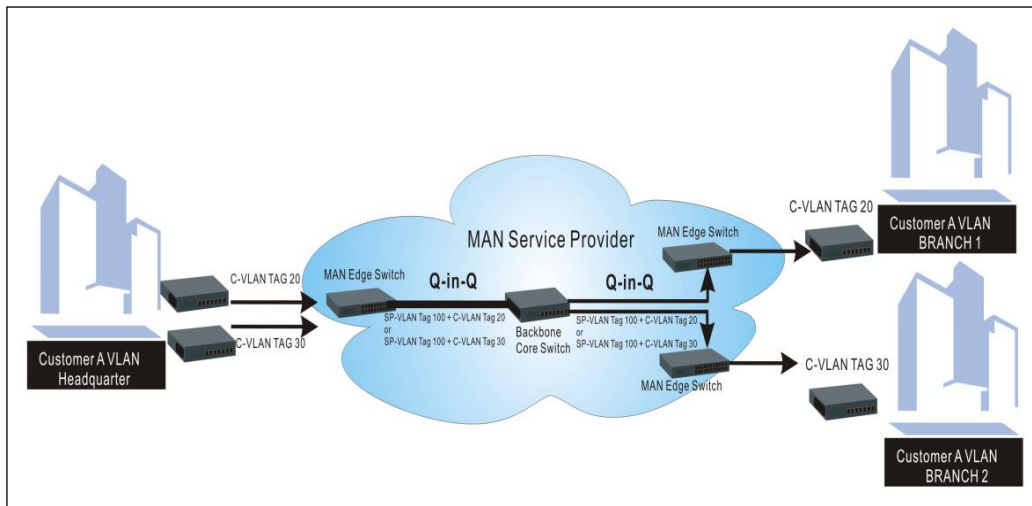 MAN Service Provider
Customer A VLAN
Headquarter
C-VLAN TAG 20
C-VLAN TAG 30
MAN Edge Switch
Q-in-Q
SP-VLAN Tag 100 + C-VLAN Tag 20
or
SP-VLAN Tag 100 + C-VLAN Tag 30
Backbone
Core Switch
Q-in-Q
SP-VLAN Tag 100 + C-VLAN Tag 20
or
SP-VLAN Tag 100 + C-VLAN Tag 30
MAN Edge Switch
MAN Edge Switch
C-VLAN TAG 20
Customer A VLAN
BRANCH 1
C-VLAN TAG 30
Customer A VLAN
BRANCH 2